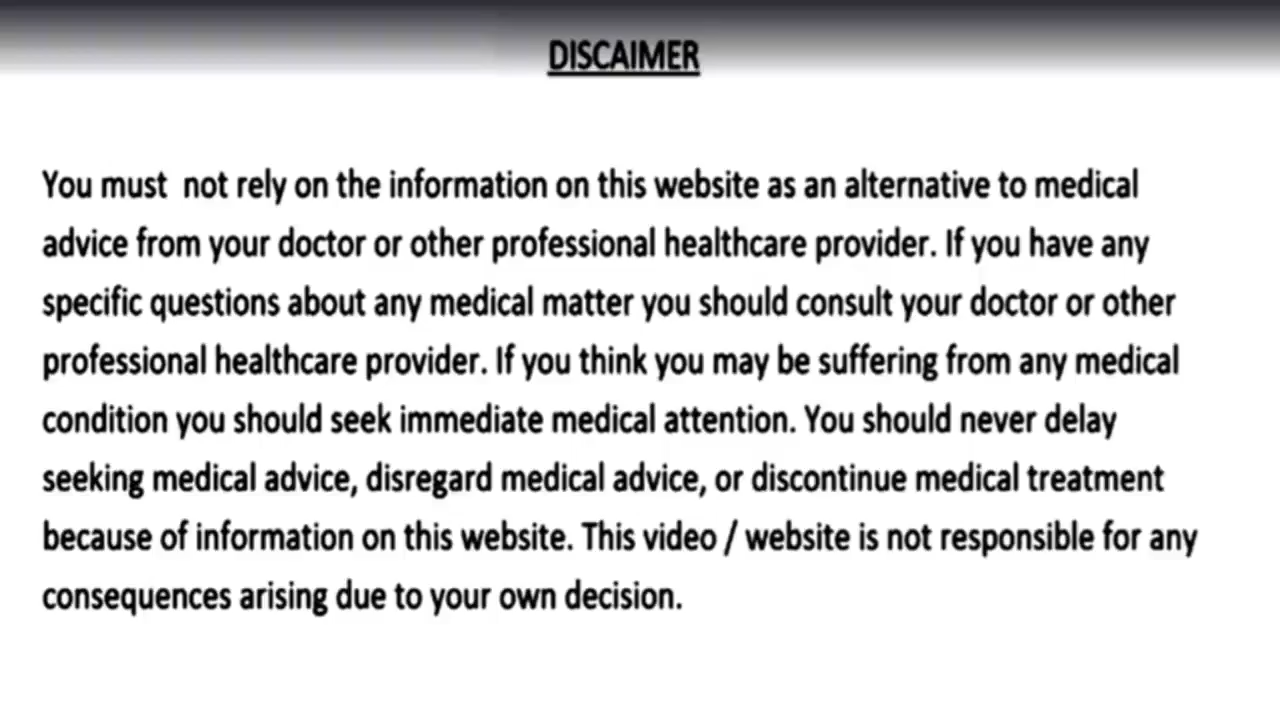 DISCAIMER
You must  not rely on the information on this website as an alternative to medical
advice from your doctor or other professional healthcare provider. If you have any
specific questions about any medical matter you should consult your doctor or other
professional healthcare provider. If you think you may be suffering from any medical
condition you should seek immediate medical attention. You should never delay
seeking medical advice, disregard medical advice, or discontinue medical treatment
because of information on this website. This video / website is not responsible for any
consequences arising due to your own decision.